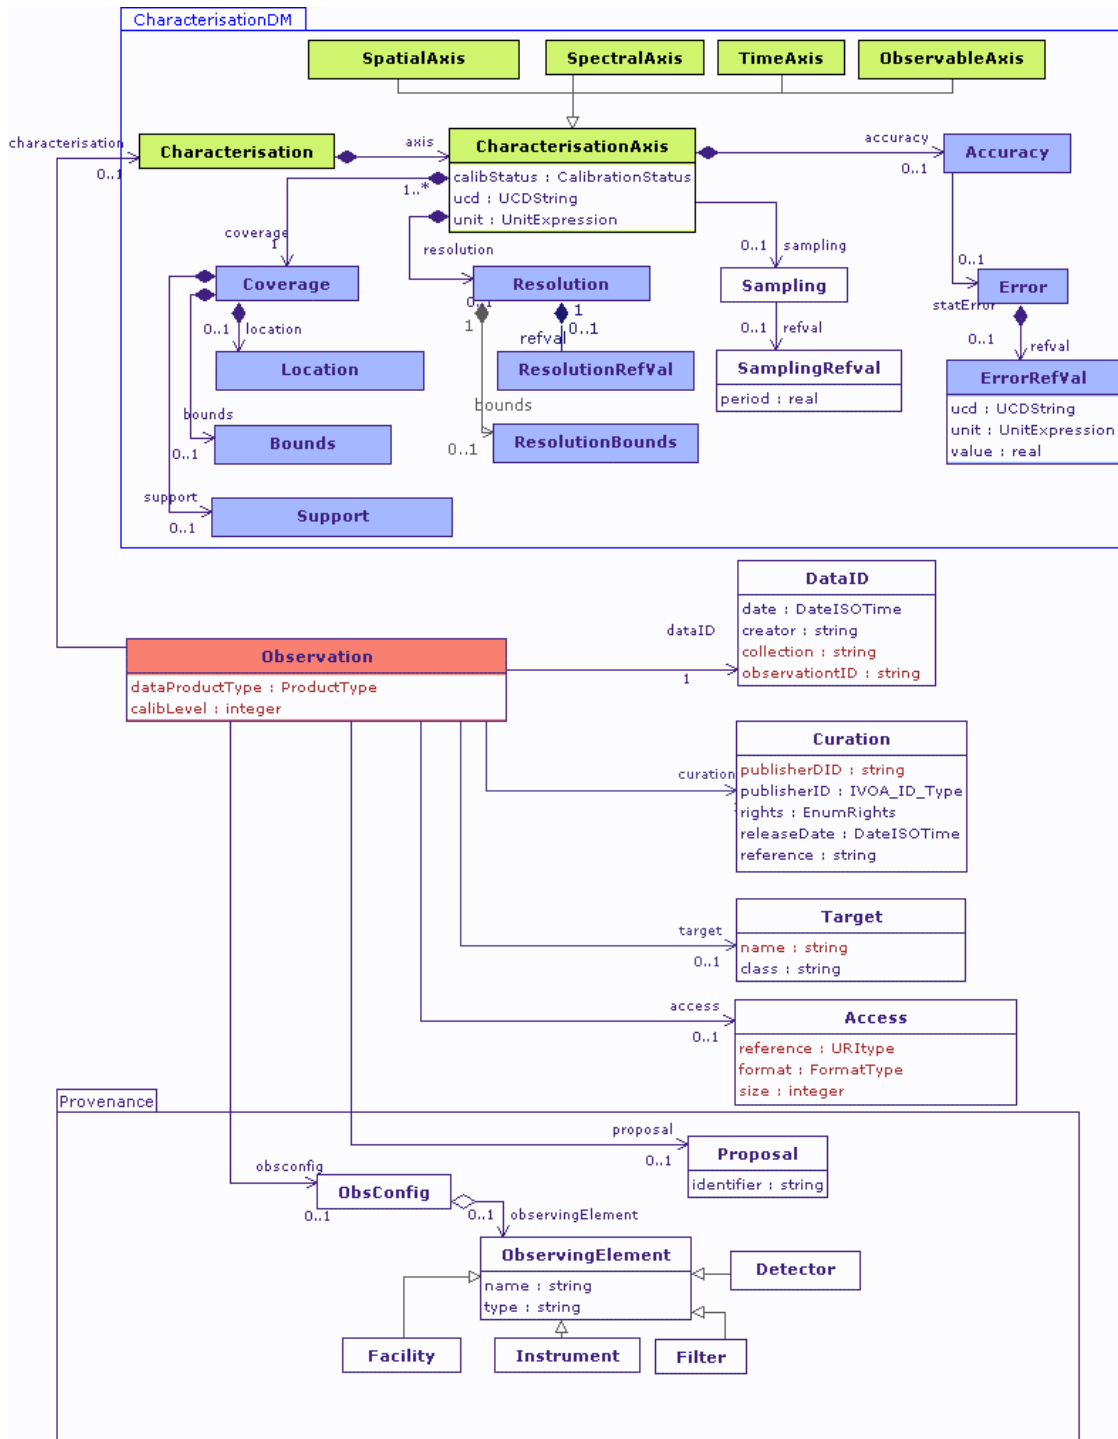 CharacterisationDM
SpatialAxis
SpectralAxis
TimeAxis
ObservableAxis
characterisation
0..1
Characterisation
axis
1..*
CharacterisationAxis
calibStatus : CalibrationStatus
ucd : UCDString
unit : UnitExpression
accuracy
0..1
Accuracy
coverage
1
resolution
0..1
0..1 sampling
0..1
statError
Coverage
Resolution
Sampling
Error
0..1 location
1
1
0..1
refval
0..1 refval
0..1 refval
Location
ResolutionRefVal
SamplingRefval
period : real
ErrorRefVal
ucd : UCDString
unit : UnitExpression
value : real
bounds
0..1
Bounds
bounds
0..1
ResolutionBounds
support
0..1
Support
DataID
date : DateISOTime
creator : string
collection : string
observationtID : string
dataID
1
Observation
dataProductType : ProductType
calibLevel : integer
Curation
publisherDID : string
publisherID : IVOA_ID_Type
rights : EnumRights
releaseDate : DateISOTime
reference : string
curation
Target
name : string
class : string
target
0..1
access
0..1
Access
reference : URItype
format : FormatType
size : integer
Provenance
proposal
0..1
Proposal
identifier : string
obsconfig
0..1
ObsConfig
0..1 observingElement
ObservingElement
name : string
type : string
Detector
Facility
Instrument
Filter